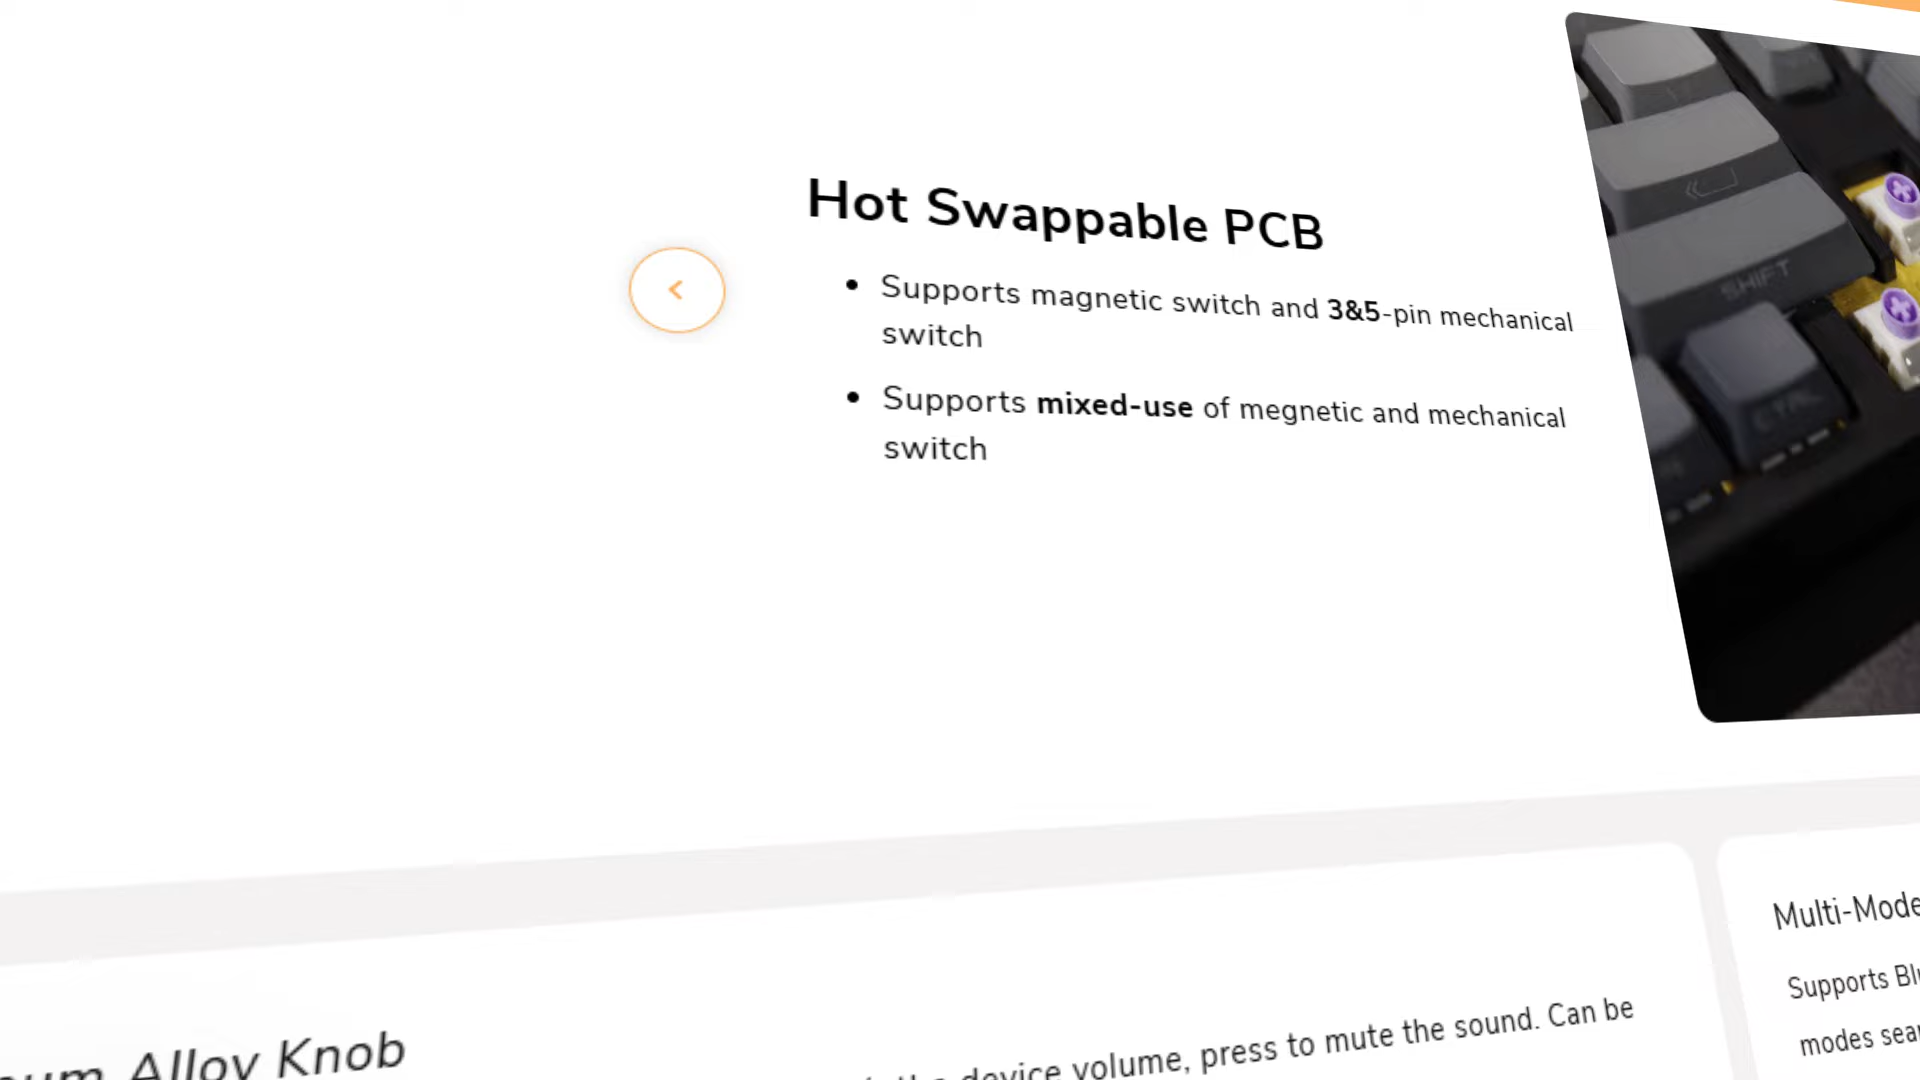 Hot Swappable PCB
Supports magnetic switch and 3&5-pin mechanical
switch
Supports mixed-use of megnetic and mechanical
switch
SHIFT
CTRL
Multi-Mode
Supports
modes
Can be
device volume, press to mute the sound.
Alloy Knob